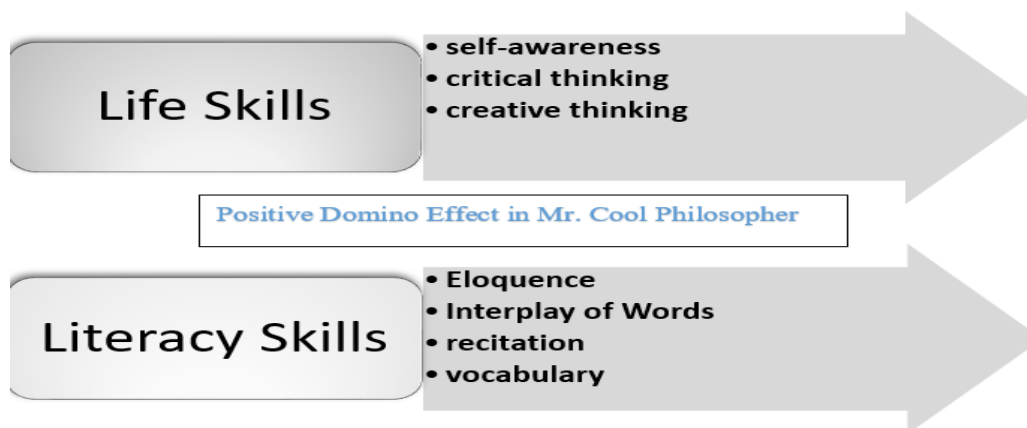 Life Skills
• self-awareness
• critical thinking
• creative thinking
Positive Domino Effect in Mr. Cool Philosopher
Literacy Skills
• Eloquence
• Interplay of Words
• recitation
• vocabulary